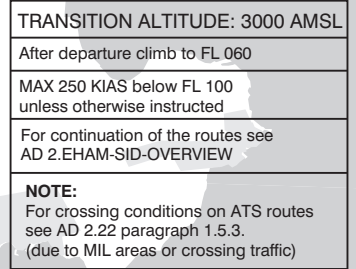 TRANSITION ALTITUDE: 3000 AMSL
After departure climb to FL 060
MAX 250 KIAS below FL 100
unless otherwise instructed
For continuation of the routes see
AD 2.EHAM-SID-OVERVIEW
NOTE:
For crossing conditions on ATS routes
see AD 2.22 paragraph 1.5.3.
(due to MIL areas or crossing traffic)